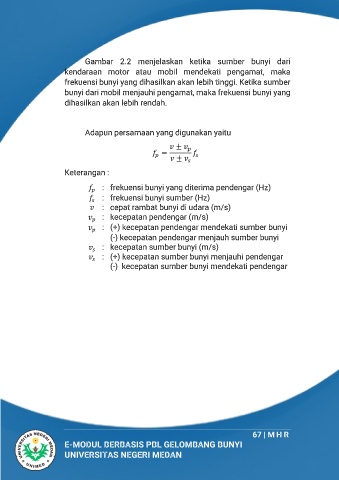 Gambar 2.2 menjelaskan ketika sumber bunyi dari
kendaraan motor atau mobil mendekati pengamat, maka
frekuensi bunyi yang dihasilkan akan lebih tinggi. Ketika sumber
bunyi dari mobil menjauhi pengamat, maka frekuensi bunyi yang
dihasilkan akan lebih rendah.
Adapun persamaan yang digunakan yaitu
f_p = (v ± v_p)/(v ± v_s) f_s
Keterangan :
f_p : frekuensi bunyi yang diterima pendengar (Hz)
f_s : frekuensi bunyi sumber (Hz)
v : cepat rambat bunyi di udara (m/s)
v_p : kecepatan pendengar (m/s)
v_p : (+) kecepatan pendengar mendekati sumber bunyi
(-) kecepatan pendengar menjauh sumber bunyi
v_s : kecepatan sumber bunyi (m/s)
v_s : (+) kecepatan sumber bunyi menjauhi pendengar
(-) kecepatan sumber bunyi mendekati pendengar
67 | M H R
UNIVERSITAS NEGERI MEDAN
UNIMED
E-MODUL BERBASIS PBL GELOMBANG BUNYI
UNIVERSITAS NEGERI MEDAN